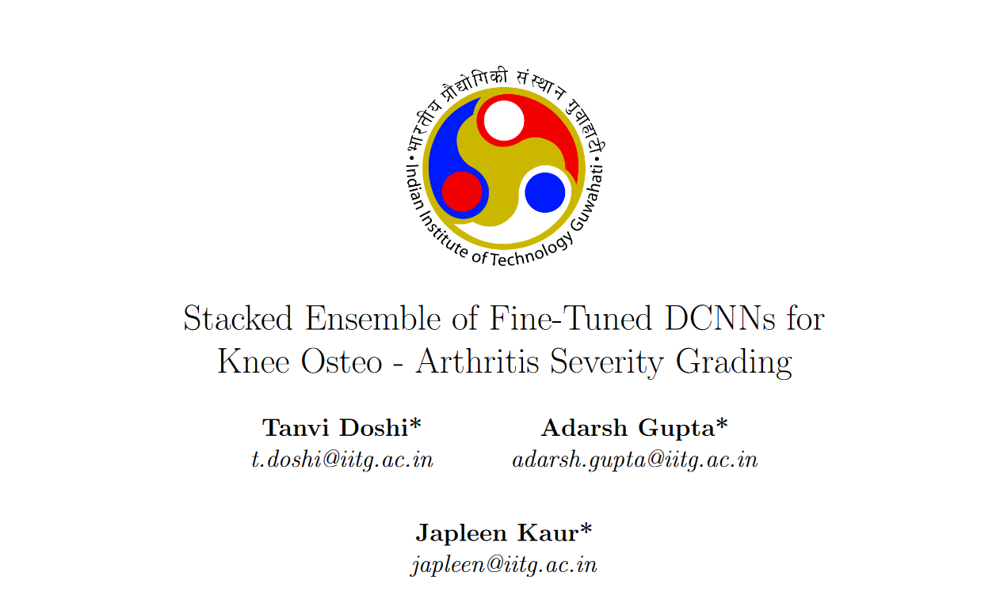 • भारतीय प्रौद्योगिकी संस्थान गुवाहाटी •
Indian Institute of Technology Guwahati
Stacked Ensemble of Fine-Tuned DCNNs for
Knee Osteo - Arthritis Severity Grading
Tanvi Doshi* Adarsh Gupta*
t.doshi@iitg.ac.in adarsh.gupta@iitg.ac.in
Japleen Kaur*
japleen@iitg.ac.in